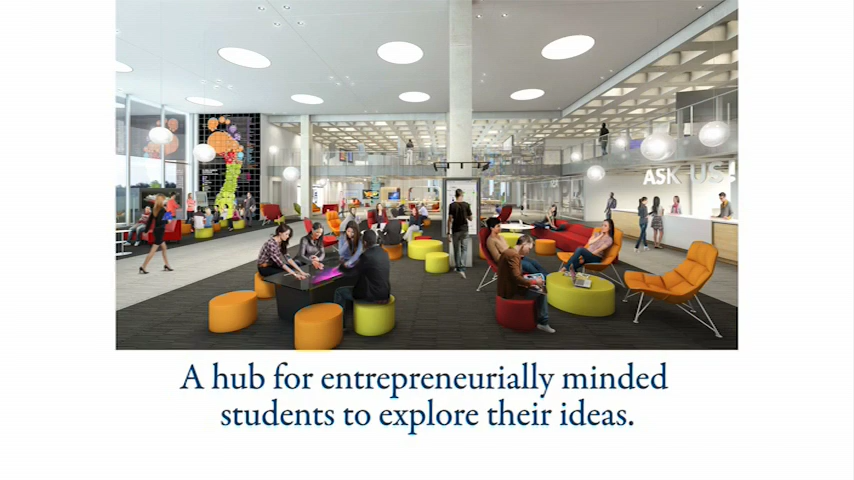 ASK US!
A hub for entrepreneurially minded
students to explore their ideas.